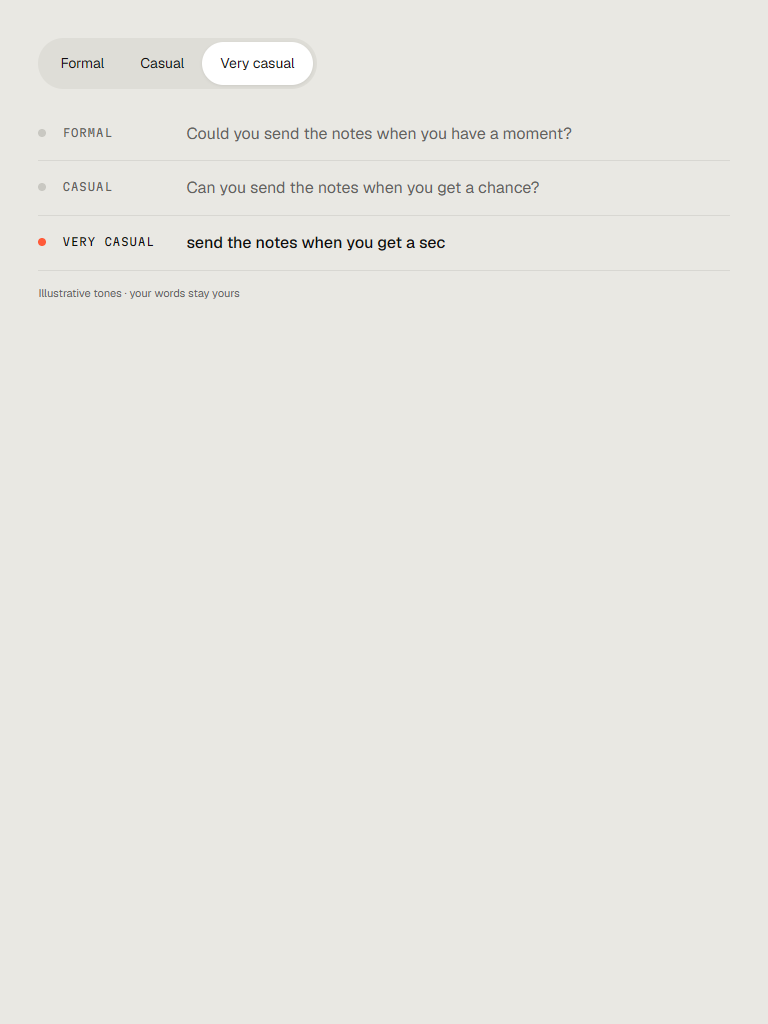 Formal Casual Very casual
FORMAL Could you send the notes when you have a moment?
CASUAL Can you send the notes when you get a chance?
VERY CASUAL send the notes when you get a sec
Illustrative tones · your words stay yours